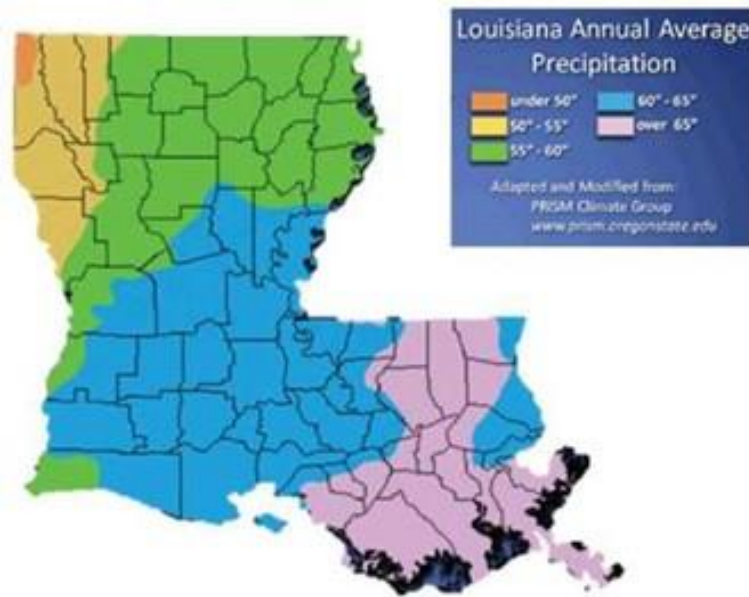 Louisiana Annual Average
Precipitation
under 50"
60" - 65"
50" - 55"
over 65"
55" - 60"
Adapted and Modified from:
PRISM Climate Group
www.prism.oregonstate.edu